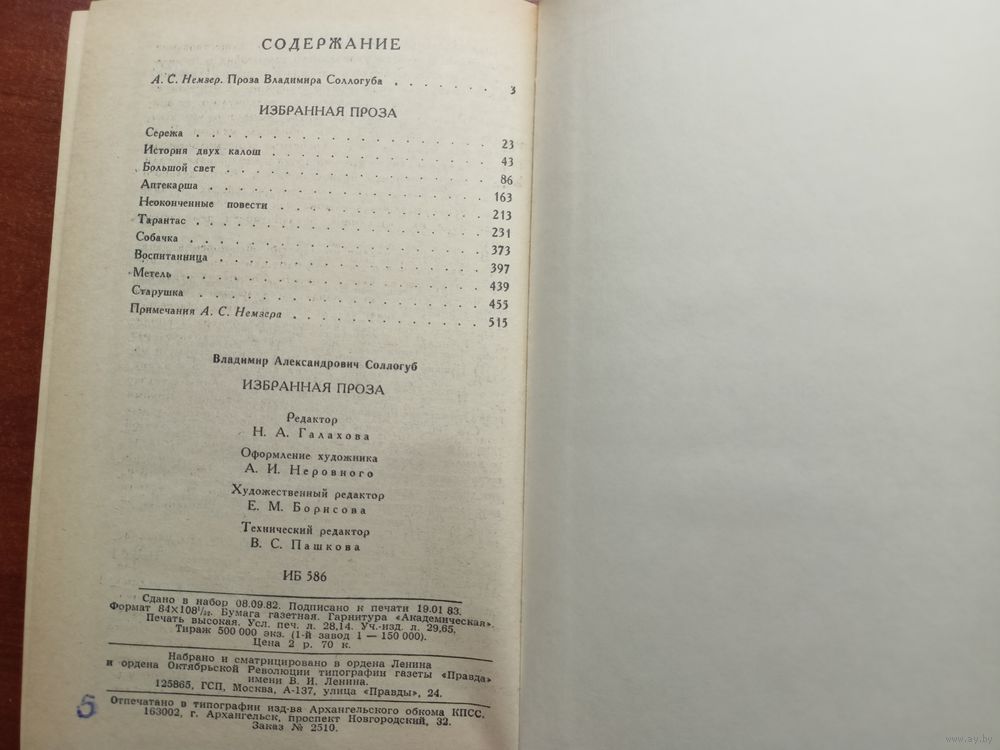 СОДЕРЖАНИЕ
А. С. Немзер. Проза Владимира Соллогуба . . . . . . . 3
ИЗБРАННАЯ ПРОЗА
Сережа . . . . . . . . . . . . . . . . 23
История двух калош . . . . . . . . . . . . 43
Большой свет . . . . . . . . . . . . . . 86
Аптекарша . . . . . . . . . . . . . . . 163
Неоконченные повести . . . . . . . . . . . 213
Тарантас . . . . . . . . . . . . . . . 231
Собачка . . . . . . . . . . . . . . . . 373
Воспитанница . . . . . . . . . . . . . . 397
Метель . . . . . . . . . . . . . . . . 439
Старушка . . . . . . . . . . . . . . . 455
Примечания А. С. Немзера . . . . . . . . . . 515
Владимир Александрович Соллогуб
ИЗБРАННАЯ ПРОЗА
Редактор
Н. А. Галахова
Оформление художника
А. И. Неровного
Художественный редактор
Е. М. Борисова
Технический редактор
В. С. Пашкова
ИБ 586
Сдано в набор 08.09.82. Подписано к печати 19.01 83.
Формат 84×108 1/32. Бумага газетная. Гарнитура «Академическая».
Печать высокая. Усл. печ. л. 28,14. Уч.-изд. л. 29,65.
Тираж 500 000 экз. (1-й завод 1 — 150 000).
Цена 2 р. 70 к.
Набрано и сматрицировано в ордена Ленина
и ордена Октябрьской Революции типографии газеты «Правда»
имени В. И. Ленина.
125865, ГСП, Москва, А-137, улица «Правды», 24.
Отпечатано в типографии изд-ва Архангельского обкома КПСС,
163002, г. Архангельск, проспект Новгородский, 32.
Заказ № 2510.
5
www.ay.by